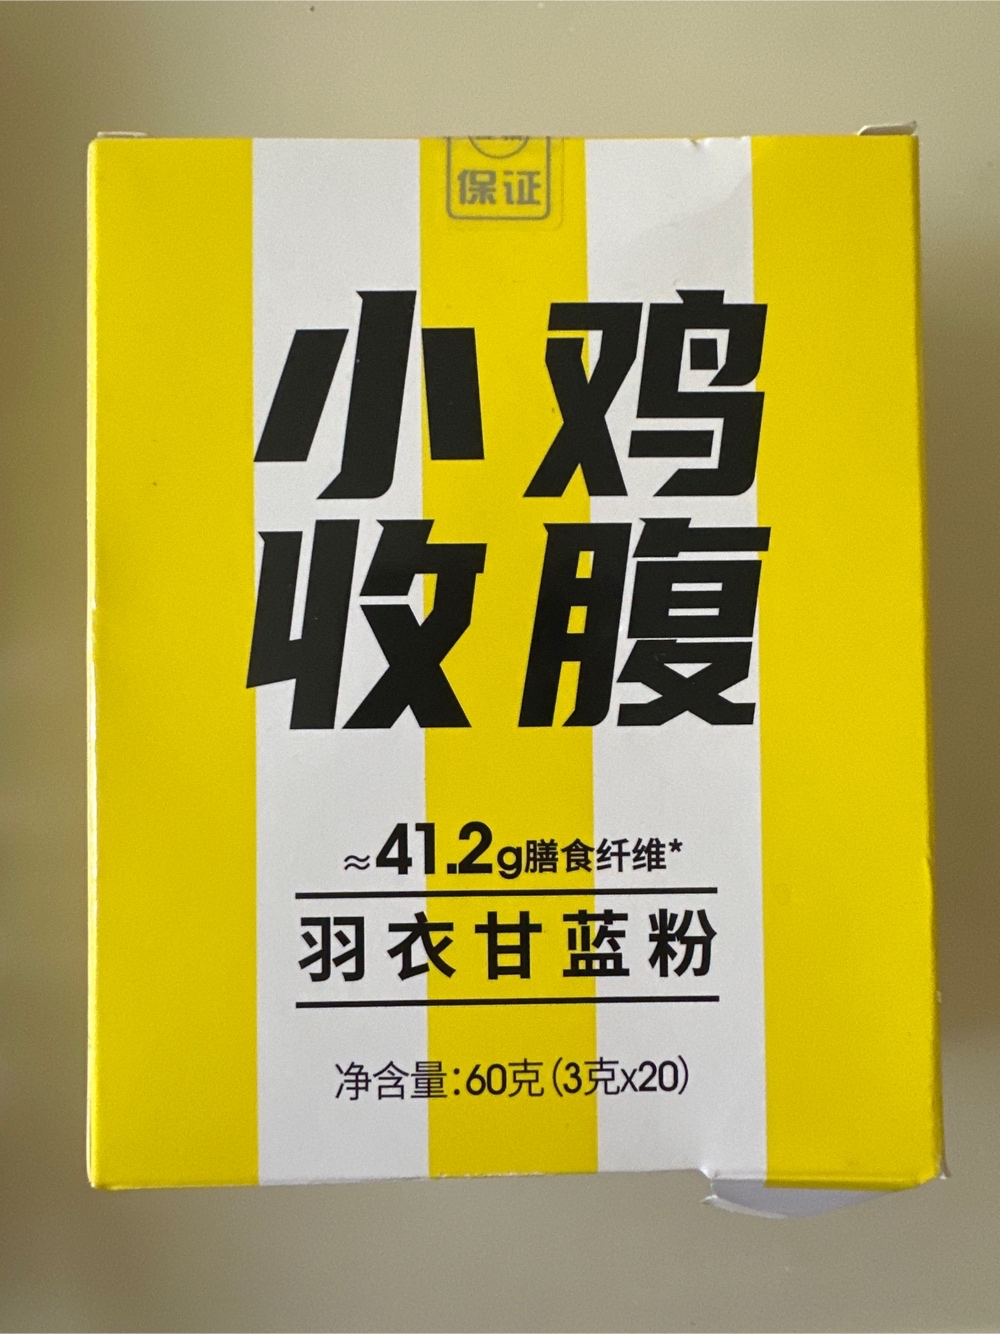 保证
小鸡
收腹
≈41.2g膳食纤维*
羽衣甘蓝粉
净含量:60克(3克x20)